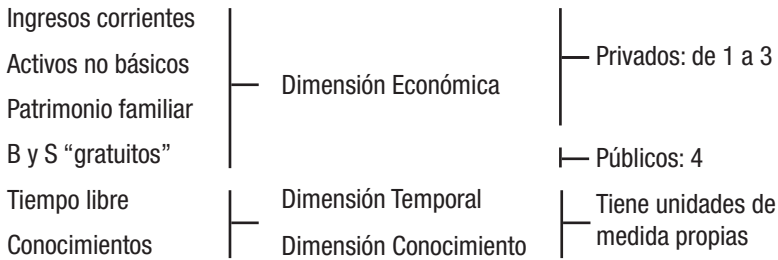 Ingresos corrientes
Activos no básicos
Patrimonio familiar
B y S “gratuitos”
Tiempo libre
Conocimientos
Dimensión Económica
Dimensión Temporal
Dimensión Conocimiento
Privados: de 1 a 3
Públicos: 4
Tiene unidades de
medida propias